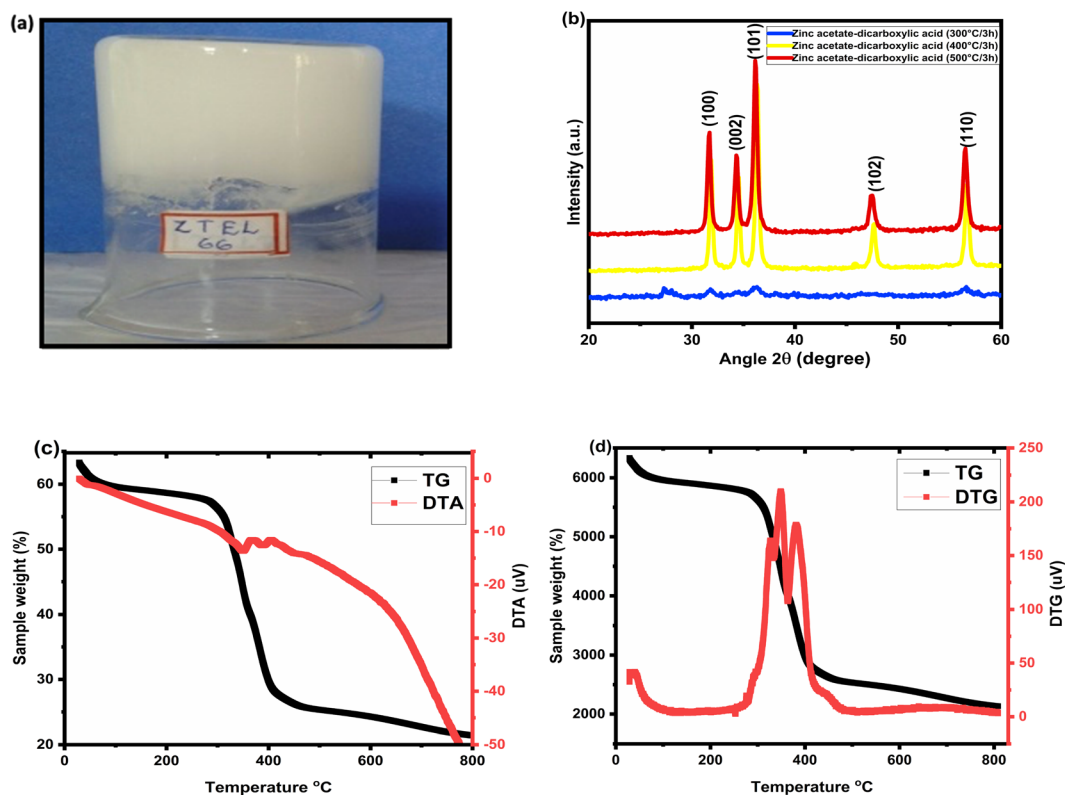 (a)
ZTEL
66
(b)
Zinc acetate-dicarboxylic acid (300°C/3h)
Zinc acetate-dicarboxylic acid (400°C/3h)
Zinc acetate-dicarboxylic acid (500°C/3h)
(100)
(002)
(101)
(102)
(110)
Intensity (a.u.)
20
30
40
50
60
Angle 2θ (degree)
(c)
TG
DTA
Sample weight (%)
60
50
40
30
20
0
200
400
600
800
Temperature °C
0
-10
-20
-30
-40
-50
DTA (uV)
(d)
TG
DTG
Sample weight (%)
6000
5000
4000
3000
2000
0
200
400
600
800
Temperature °C
250
200
150
100
50
0
DTG (uV)